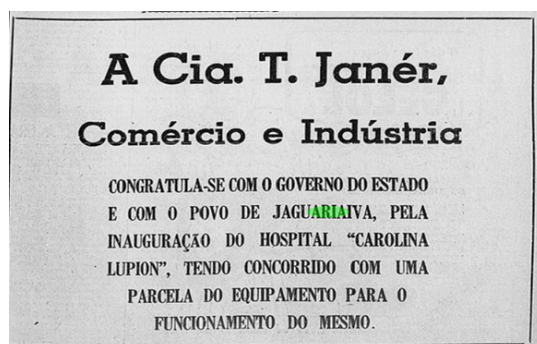 A Cia. T. Janér,
Comércio e Indústria
CONGRATULA-SE COM O GOVERNO DO ESTADO
E COM O POVO DE JAGUARIAIVA, PELA
INAUGURAÇÃO DO HOSPITAL “CAROLINA
LUPION”, TENDO CONCORRIDO COM UMA
PARCELA DO EQUIPAMENTO PARA O
FUNCIONAMENTO DO MESMO.